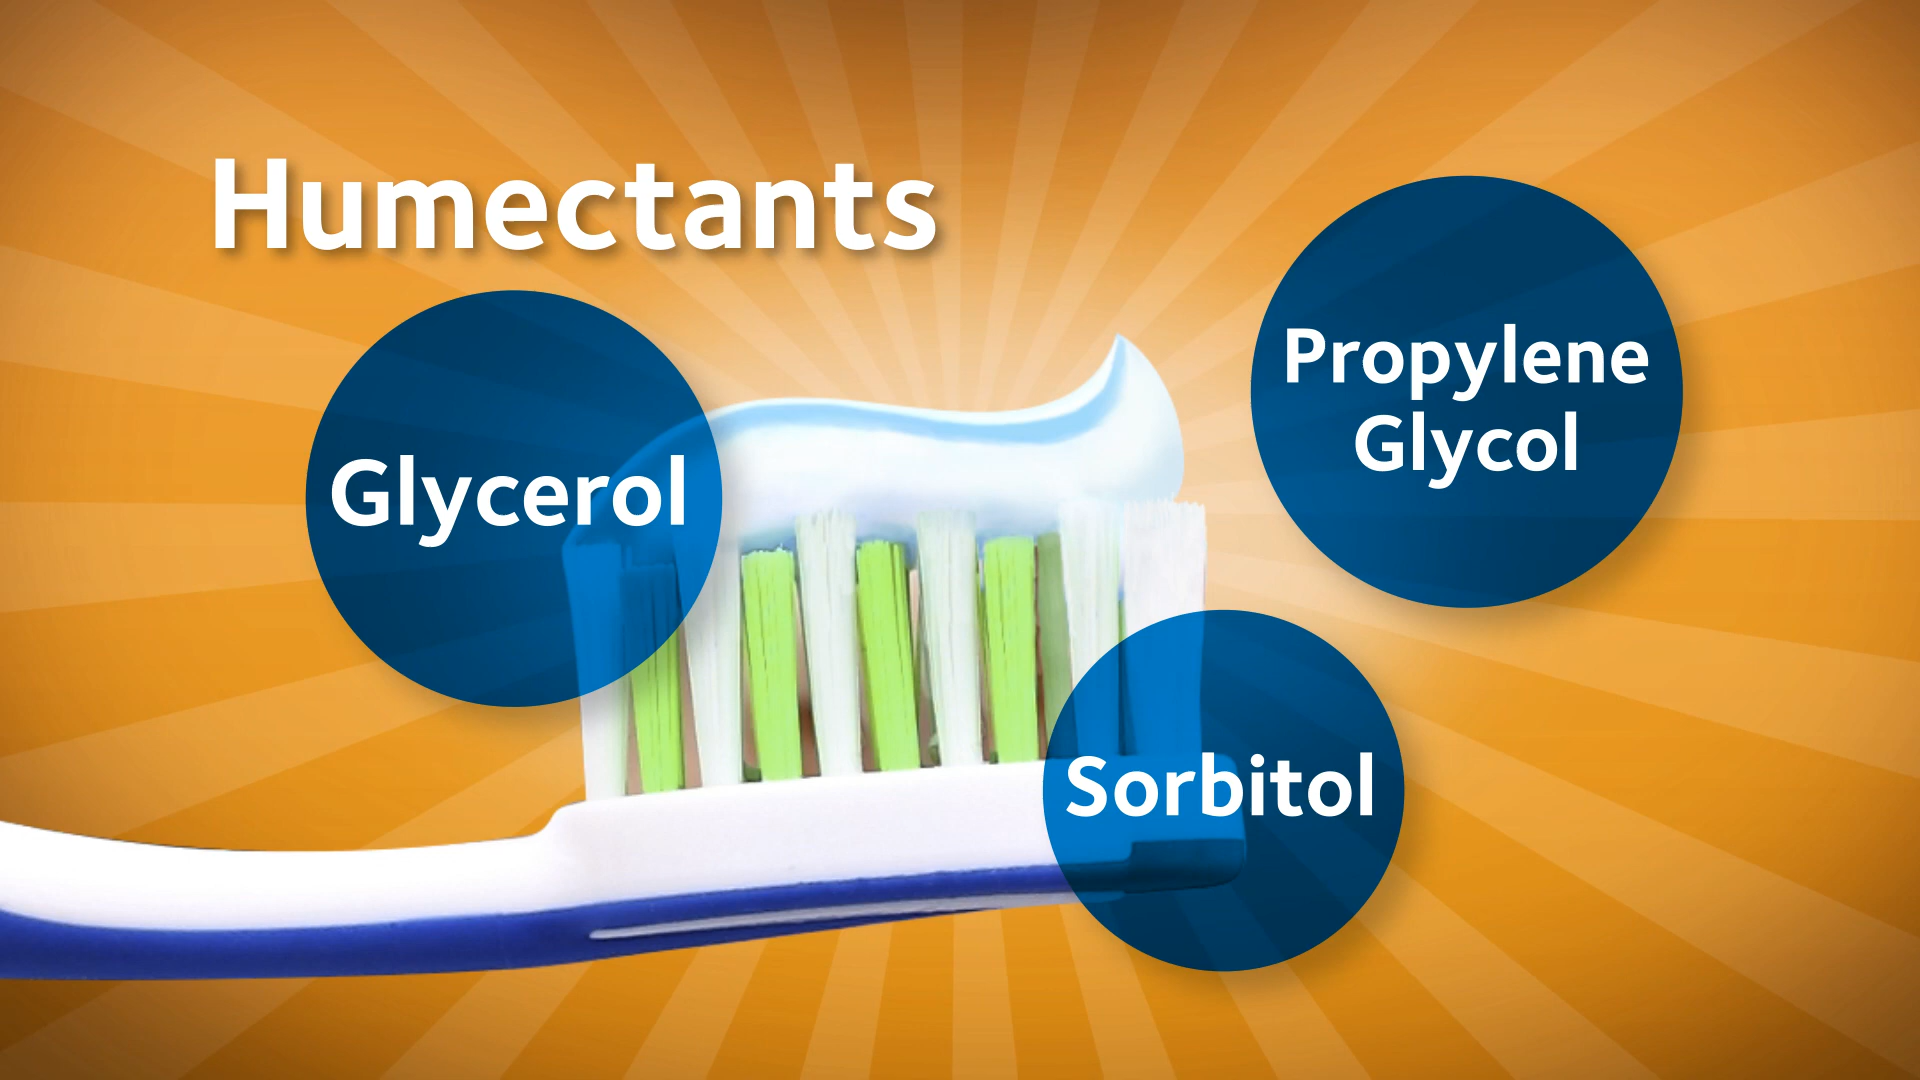 Humectants
Glycerol
Propylene
Glycol
Sorbitol